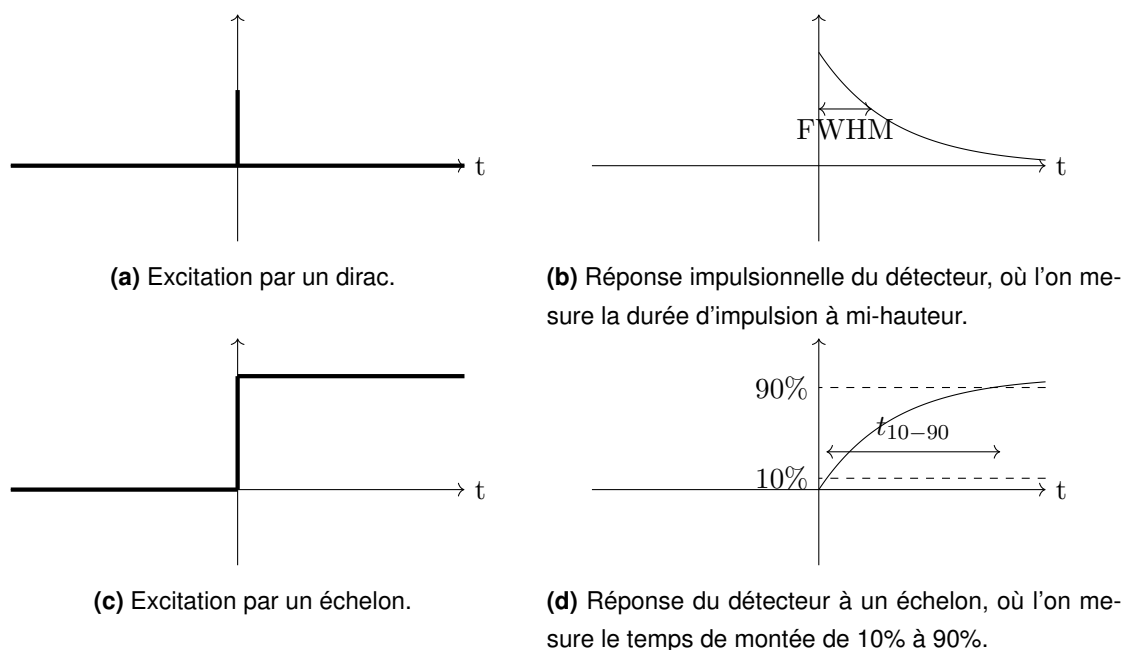 t
FWHM
t
(a) Excitation par un dirac.
(b) Réponse impulsionnelle du détecteur, où l'on me-
sure la durée d'impulsion à mi-hauteur.
t
90%
t10−90
10%
t
(c) Excitation par un échelon.
(d) Réponse du détecteur à un échelon, où l'on me-
sure le temps de montée de 10% à 90%.